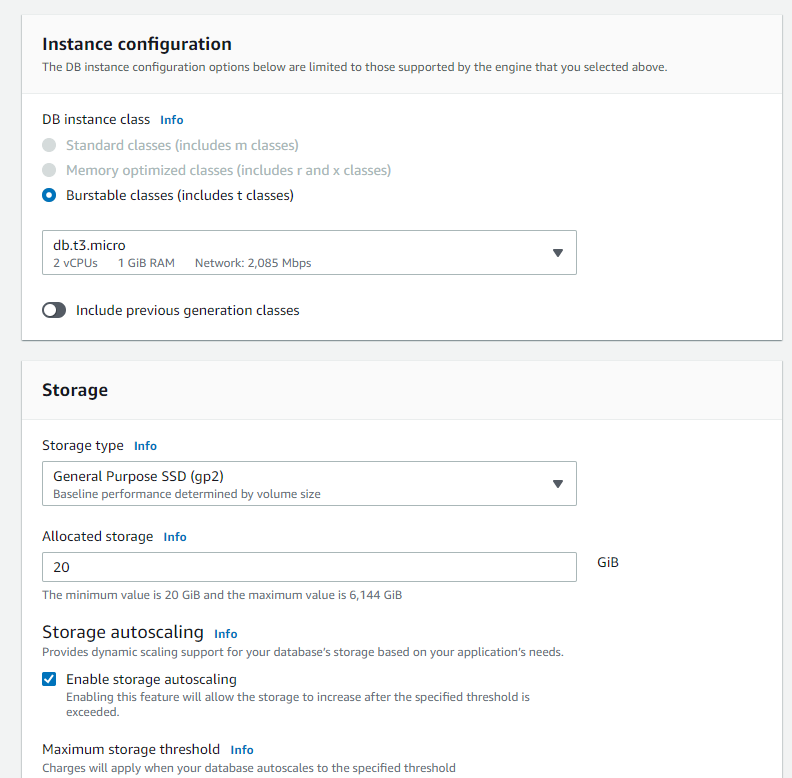 Instance configuration
The DB instance configuration options below are limited to those supported by the engine that you selected above.
DB instance class Info
Standard classes (includes m classes)
Memory optimized classes (includes r and x classes)
Burstable classes (includes t classes)
db.t3.micro
2 vCPUs 1 GiB RAM Network: 2,085 Mbps
Include previous generation classes
Storage
Storage type Info
General Purpose SSD (gp2)
Baseline performance determined by volume size
Allocated storage Info
20
GiB
The minimum value is 20 GiB and the maximum value is 6,144 GiB
Storage autoscaling Info
Provides dynamic scaling support for your database's storage based on your application's needs.
Enable storage autoscaling
Enabling this feature will allow the storage to increase after the specified threshold is
exceeded.
Maximum storage threshold Info
Charges will apply when your database autoscales to the specified threshold